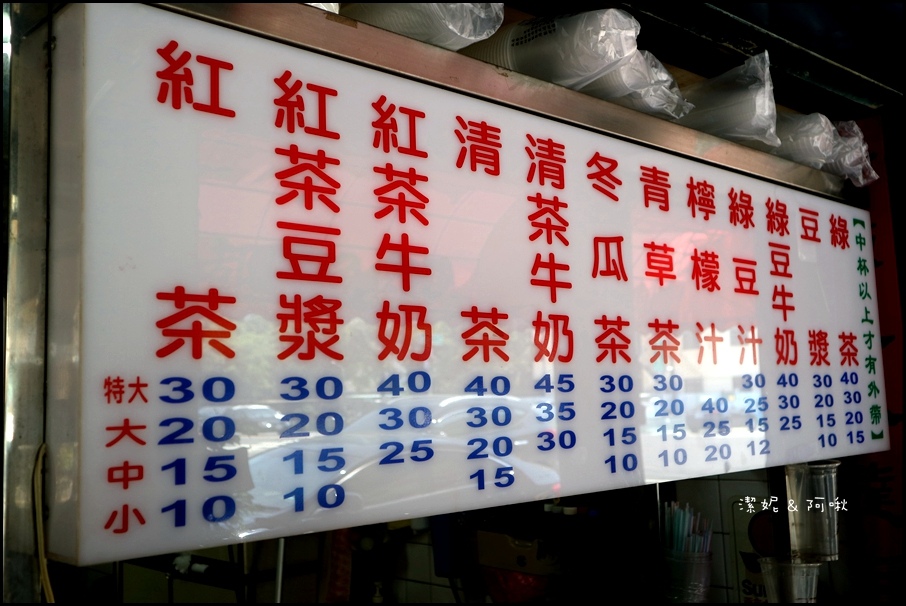 紅茶
紅茶豆漿
紅茶牛奶
清茶
清茶牛奶
冬瓜茶
青草茶
檸檬汁
綠豆汁
綠豆牛奶
豆漿
綠茶
【中杯以上才有外帶】
特大 30 30 40 40 45 30 30 30 40 30 40
大 20 20 30 30 35 20 20 40 25 30 20 30
中 15 15 25 20 30 15 15 25 15 25 15 20
小 10 10 15 10 10 20 12 10 15
潔妮 & 阿啾